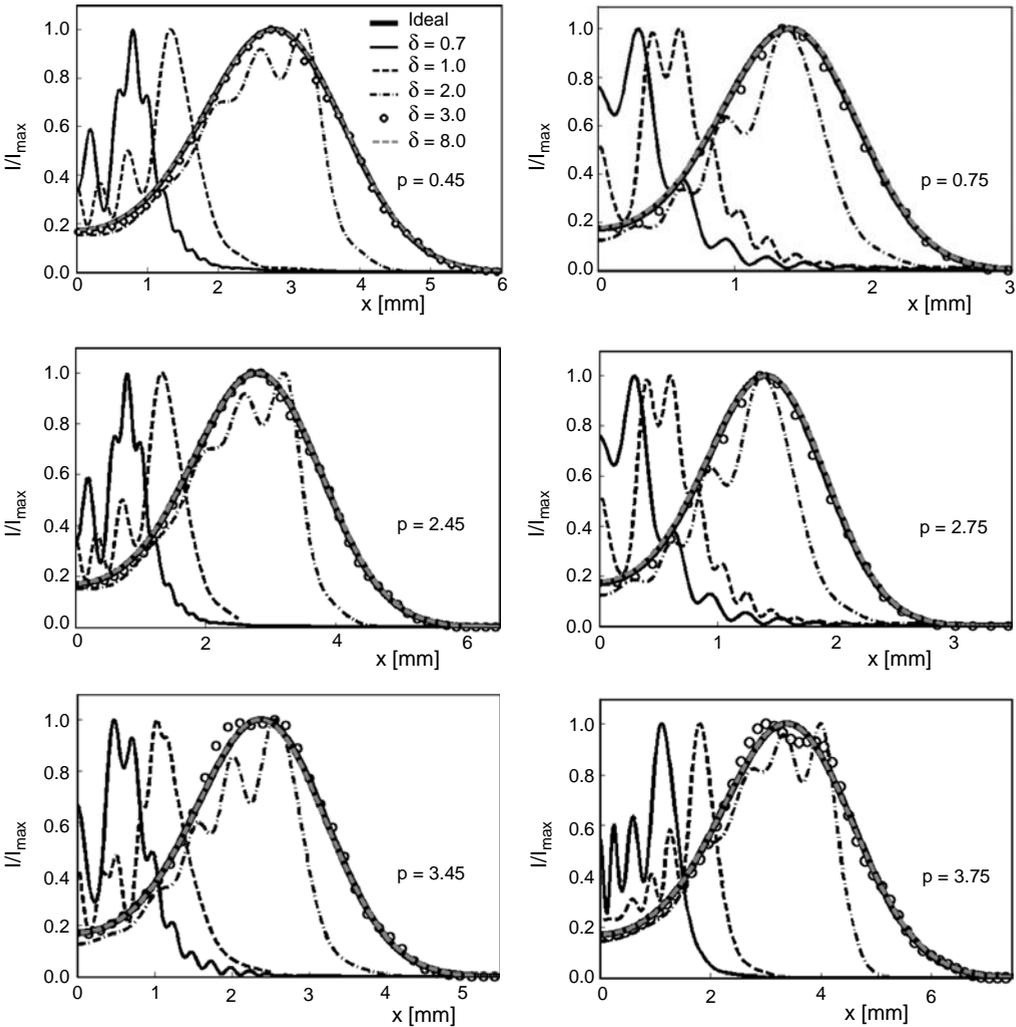 Ideal
δ = 0.7
δ = 1.0
δ = 2.0
δ = 3.0
δ = 8.0
p = 0.45
I/Imax
1.0
0.8
0.6
0.4
0.2
0.0
0 1 2 3 4 5 6
x [mm]
p = 0.75
I/Imax
1.0
0.8
0.6
0.4
0.2
0.0
0 1 2 3
x [mm]
p = 2.45
I/Imax
1.0
0.8
0.6
0.4
0.2
0.0
0 2 4 6
x [mm]
p = 2.75
I/Imax
1.0
0.8
0.6
0.4
0.2
0.0
0 1 2 3
x [mm]
p = 3.45
I/Imax
1.0
0.8
0.6
0.4
0.2
0.0
0 1 2 3 4 5
x [mm]
p = 3.75
I/Imax
1.0
0.8
0.6
0.4
0.2
0.0
0 2 4 6
x [mm]